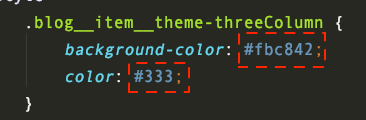 .blog__item__theme-threeColumn {
background-color: #fbc842;
color: #333;
}